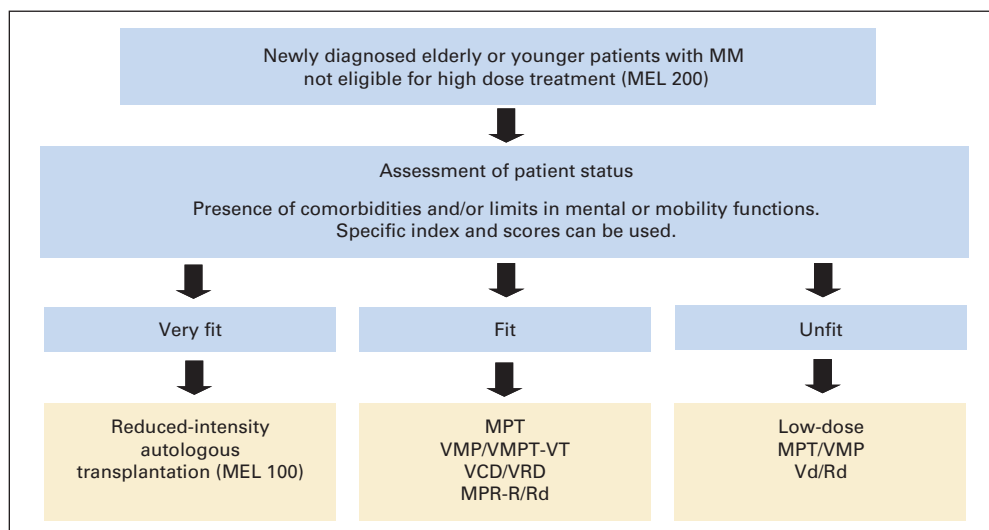 Newly diagnosed elderly or younger patients with MM
not eligible for high dose treatment (MEL 200)
Assessment of patient status
Presence of comorbidities and/or limits in mental or mobility functions.
Specific index and scores can be used.
Very fit
Fit
Unfit
Reduced-intensity
autologous
transplantation (MEL 100)
MPT
VMP/VMPT-VT
VCD/VRD
MPR-R/Rd
Low-dose
MPT/VMP
Vd/Rd